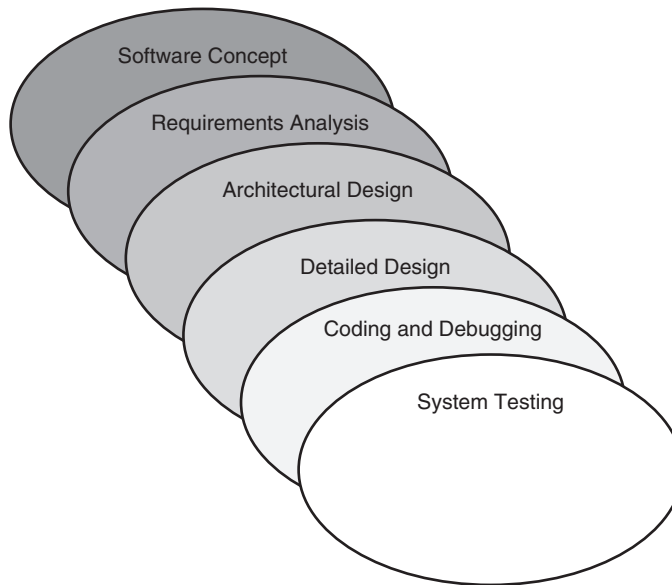 Software Concept
Requirements Analysis
Architectural Design
Detailed Design
Coding and Debugging
System Testing